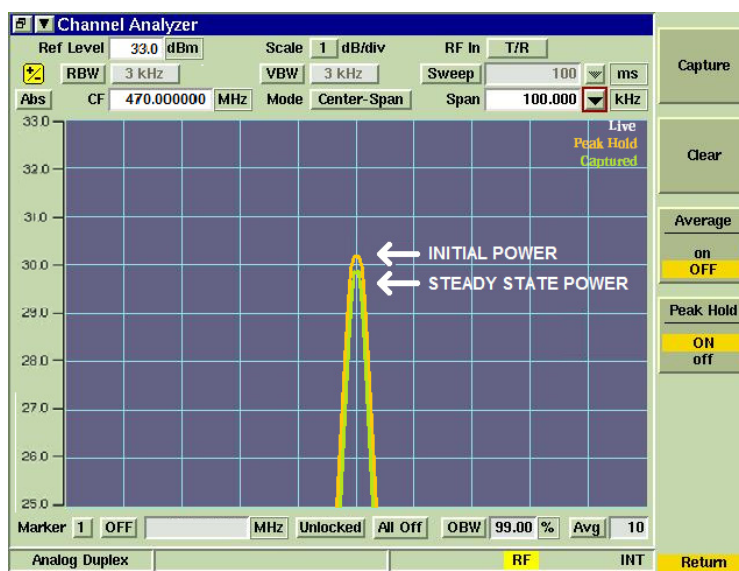 Channel Analyzer
Ref Level 33.0 dBm Scale 1 dB/div RF In T/R
RBW 3 kHz VBW 3 kHz Sweep 100 ms
Abs CF 470.000000 MHz Mode Center-Span Span 100.000 kHz
33.0
Live
Peak Hold
Captured
32.0
31.0
INITIAL POWER
30.0
STEADY STATE POWER
29.0
28.0
27.0
26.0
25.0
Marker 1 OFF MHz Unlocked All Off OBW 99.00 % Avg 10
Analog Duplex RF INT
Capture
Clear
Average
on
OFF
Peak Hold
ON
off
Return